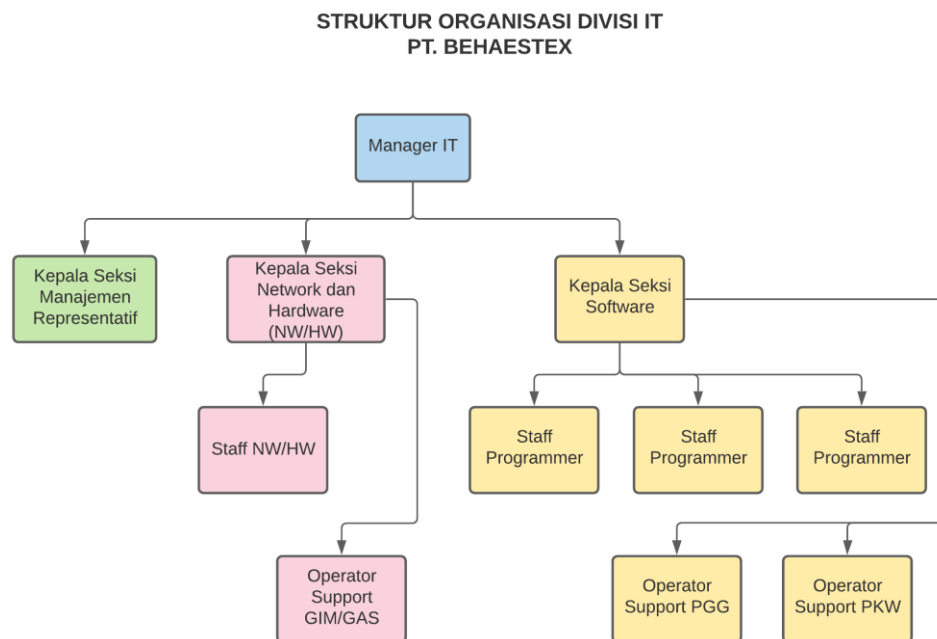 STRUKTUR ORGANISASI DIVISI IT
PT. BEHAESTEX
Manager IT
Kepala Seksi
Manajemen
Representatif
Kepala Seksi
Network dan
Hardware
(NW/HW)
Kepala Seksi
Software
Staff NW/HW
Staff
Programmer
Staff
Programmer
Staff
Programmer
Operator
Support
GIM/GAS
Operator
Support PGG
Operator
Support PKW